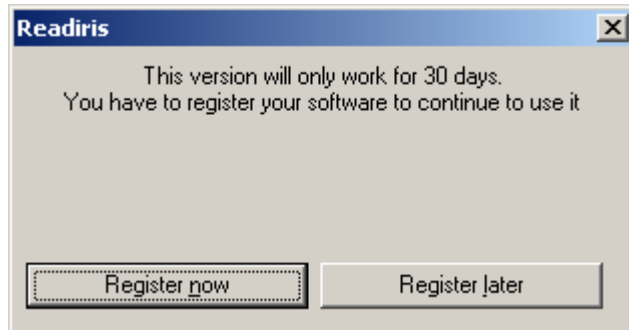 Readiris
This version will only work for 30 days.
You have to register your software to continue to use it
Register now
Register later